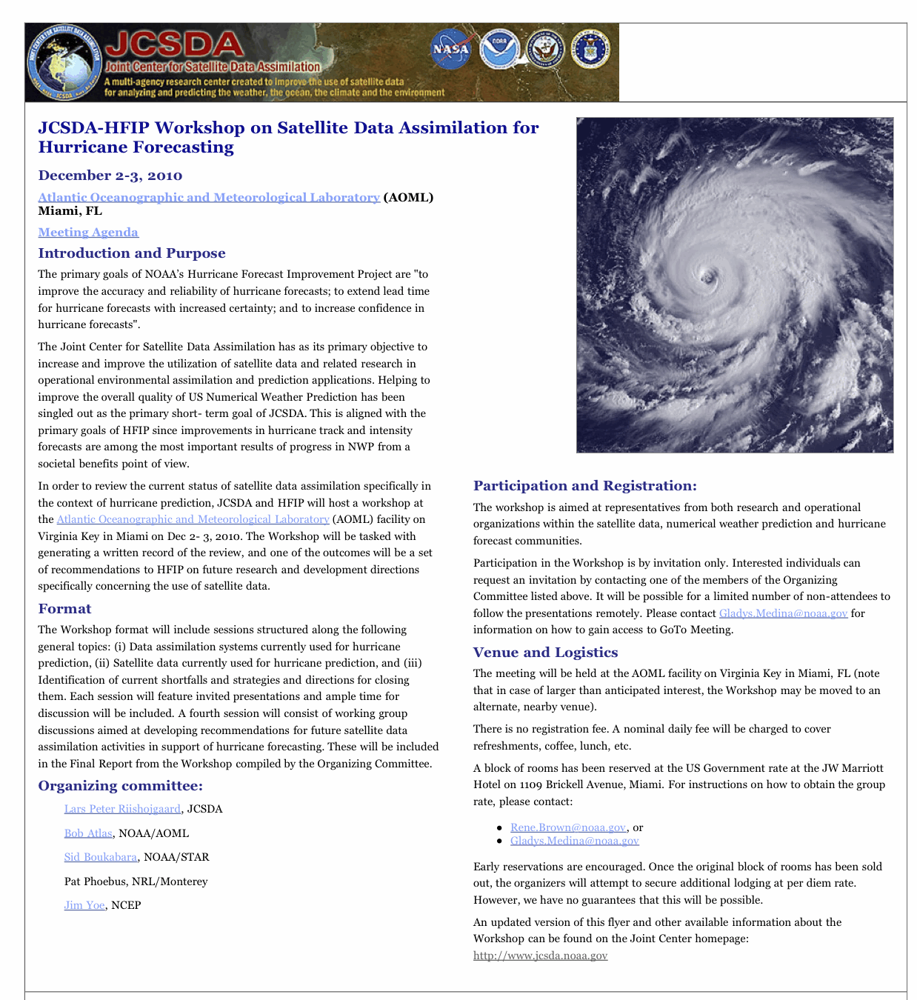 JCSDA
Joint Center for Satellite Data Assimilation
A multi-agency research center created to improve the use of satellite data
for analyzing and predicting the weather, the ocean, the climate and the environment
NASA
NOAA
JCSDA-HFIP Workshop on Satellite Data Assimilation for
Hurricane Forecasting
December 2-3, 2010
Atlantic Oceanographic and Meteorological Laboratory (AOML)
Miami, FL
Meeting Agenda
Introduction and Purpose
The primary goals of NOAA’s Hurricane Forecast Improvement Project are "to
improve the accuracy and reliability of hurricane forecasts; to extend lead time
for hurricane forecasts with increased certainty; and to increase confidence in
hurricane forecasts".
The Joint Center for Satellite Data Assimilation has as its primary objective to
increase and improve the utilization of satellite data and related research in
operational environmental assimilation and prediction applications. Helping to
improve the overall quality of US Numerical Weather Prediction has been
singled out as the primary short- term goal of JCSDA. This is aligned with the
primary goals of HFIP since improvements in hurricane track and intensity
forecasts are among the most important results of progress in NWP from a
societal benefits point of view.
In order to review the current status of satellite data assimilation specifically in
the context of hurricane prediction, JCSDA and HFIP will host a workshop at
the Atlantic Oceanographic and Meteorological Laboratory (AOML) facility on
Virginia Key in Miami on Dec 2- 3, 2010. The Workshop will be tasked with
generating a written record of the review, and one of the outcomes will be a set
of recommendations to HFIP on future research and development directions
specifically concerning the use of satellite data.
Format
The Workshop format will include sessions structured along the following
general topics: (i) Data assimilation systems currently used for hurricane
prediction, (ii) Satellite data currently used for hurricane prediction, and (iii)
Identification of current shortfalls and strategies and directions for closing
them. Each session will feature invited presentations and ample time for
discussion will be included. A fourth session will consist of working group
discussions aimed at developing recommendations for future satellite data
assimilation activities in support of hurricane forecasting. These will be included
in the Final Report from the Workshop compiled by the Organizing Committee.
Organizing committee:
Lars Peter Riishojgaard, JCSDA
Bob Atlas, NOAA/AOML
Sid Boukabara, NOAA/STAR
Pat Phoebus, NRL/Monterey
Jim Yoe, NCEP
Participation and Registration:
The workshop is aimed at representatives from both research and operational
organizations within the satellite data, numerical weather prediction and hurricane
forecast communities.
Participation in the Workshop is by invitation only. Interested individuals can
request an invitation by contacting one of the members of the Organizing
Committee listed above. It will be possible for a limited number of non-attendees to
follow the presentations remotely. Please contact Gladys.Medina@noaa.gov for
information on how to gain access to GoTo Meeting.
Venue and Logistics
The meeting will be held at the AOML facility on Virginia Key in Miami, FL (note
that in case of larger than anticipated interest, the Workshop may be moved to an
alternate, nearby venue).
There is no registration fee. A nominal daily fee will be charged to cover
refreshments, coffee, lunch, etc.
A block of rooms has been reserved at the US Government rate at the JW Marriott
Hotel on 1109 Brickell Avenue, Miami. For instructions on how to obtain the group
rate, please contact:
● Rene.Brown@noaa.gov, or
● Gladys.Medina@noaa.gov
Early reservations are encouraged. Once the original block of rooms has been sold
out, the organizers will attempt to secure additional lodging at per diem rate.
However, we have no guarantees that this will be possible.
An updated version of this flyer and other available information about the
Workshop can be found on the Joint Center homepage:
http://www.jcsda.noaa.gov